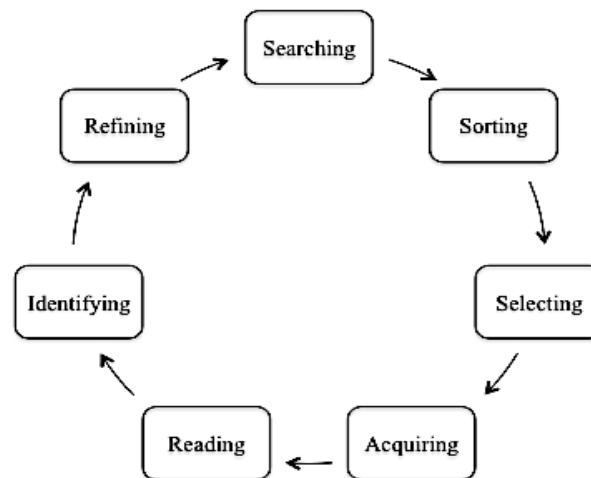 Searching
Sorting
Selecting
Acquiring
Reading
Identifying
Refining